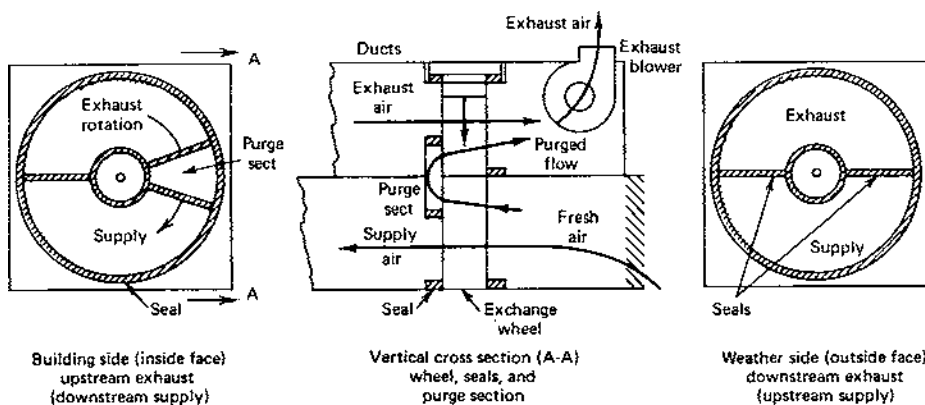 A
Exhaust
rotation
Purge
sect
Supply
Seal
A
Building side (inside face)
upstream exhaust
(downstream supply)
Exhaust air
Exhaust
blower
Ducts
Exhaust
air
Purged
flow
Purge
sect
Supply
air
Fresh
air
Seal
Exchange
wheel
Vertical cross section (A-A)
wheel, seals, and
purge section
Exhaust
Supply
Seals
Weather side (outside face)
downstream exhaust
(upstream supply)